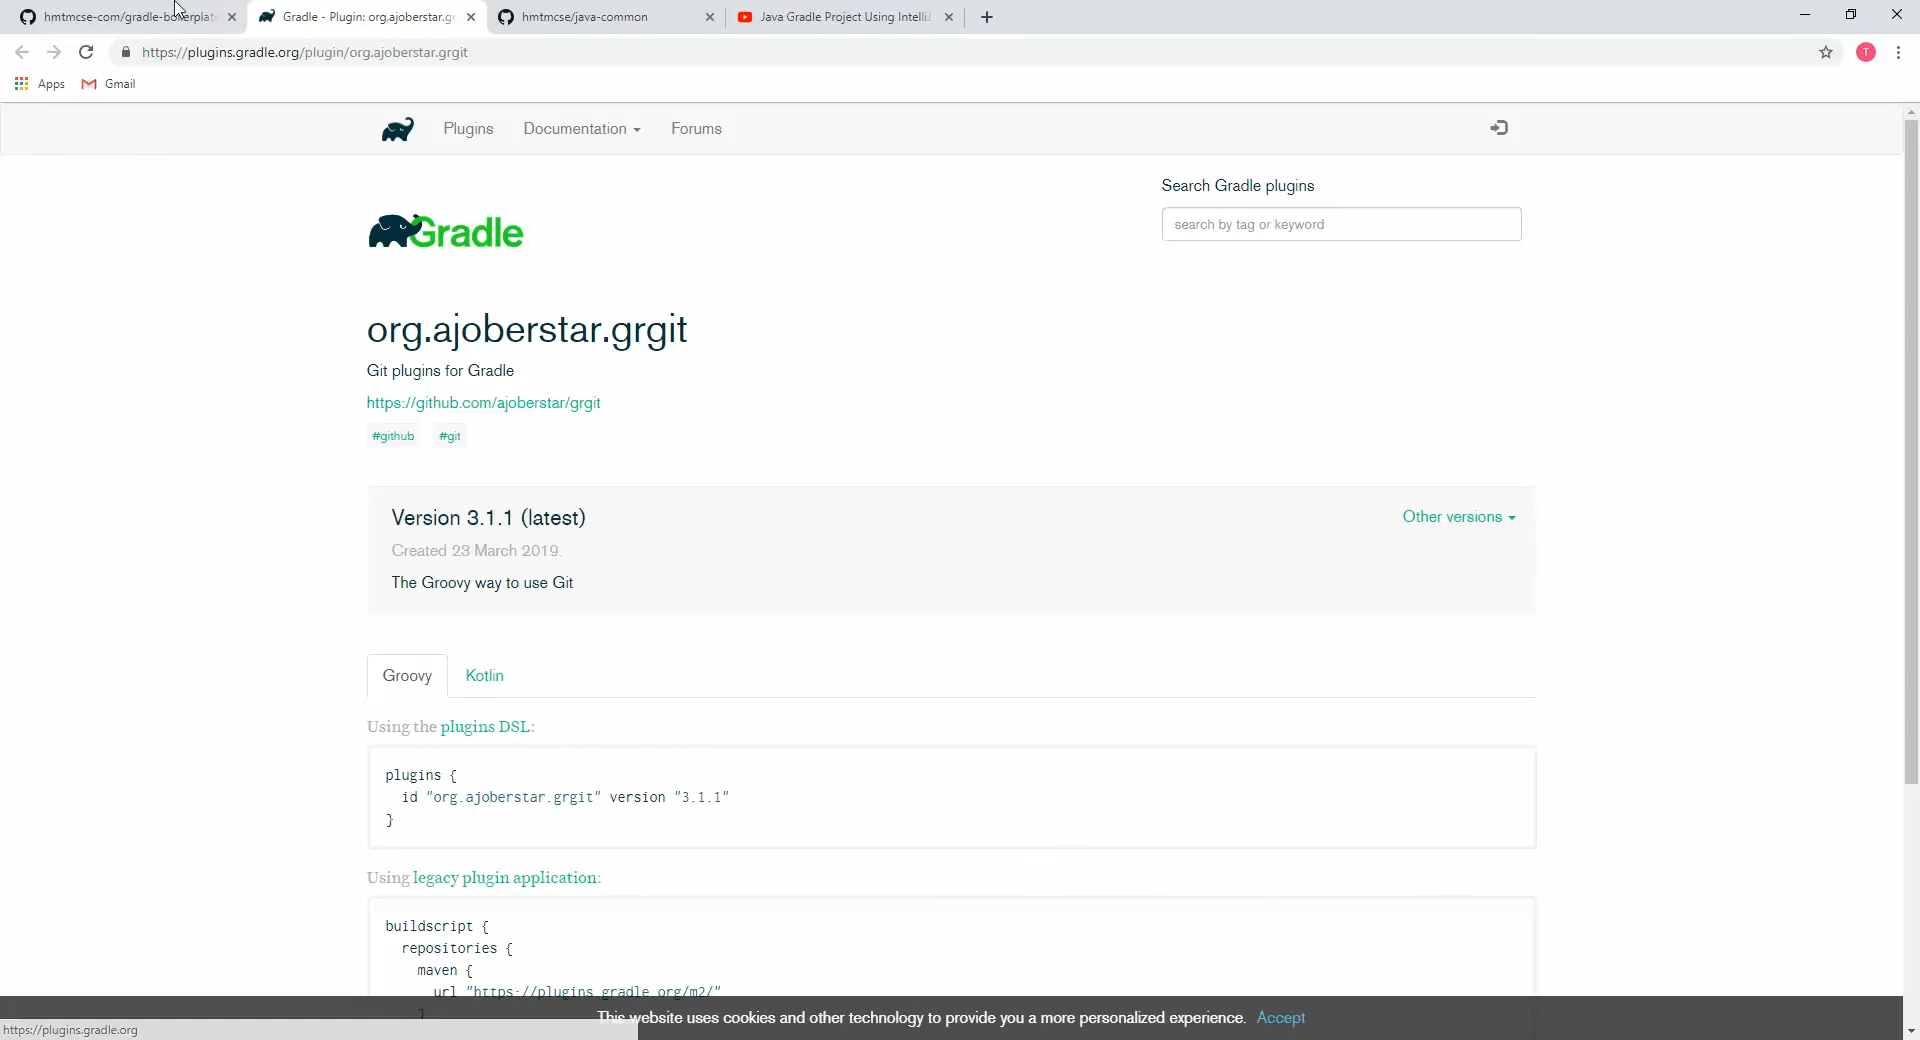 hmtmcse-com/gradle-boilerplate
Gradle - Plugin: org.ajoberstar.gr
hmtmcse/java-common
Java Gradle Project Using IntelliJ
https://plugins.gradle.org/plugin/org.ajoberstar.grgit
T
Apps
Gmail
Plugins
Documentation
Forums
Search Gradle plugins
search by tag or keyword
Gradle
org.ajoberstar.grgit
Git plugins for Gradle
https://github.com/ajoberstar/grgit
#github
#git
Version 3.1.1 (latest)
Other versions
Created 23 March 2019.
The Groovy way to use Git
Groovy
Kotlin
Using the plugins DSL:
plugins {
id "org.ajoberstar.grgit" version "3.1.1"
}
Using legacy plugin application:
buildscript {
repositories {
maven {
url "https://plugins.gradle.org/m2/"
}
This website uses cookies and other technology to provide you a more personalized experience. Accept
https://plugins.gradle.org